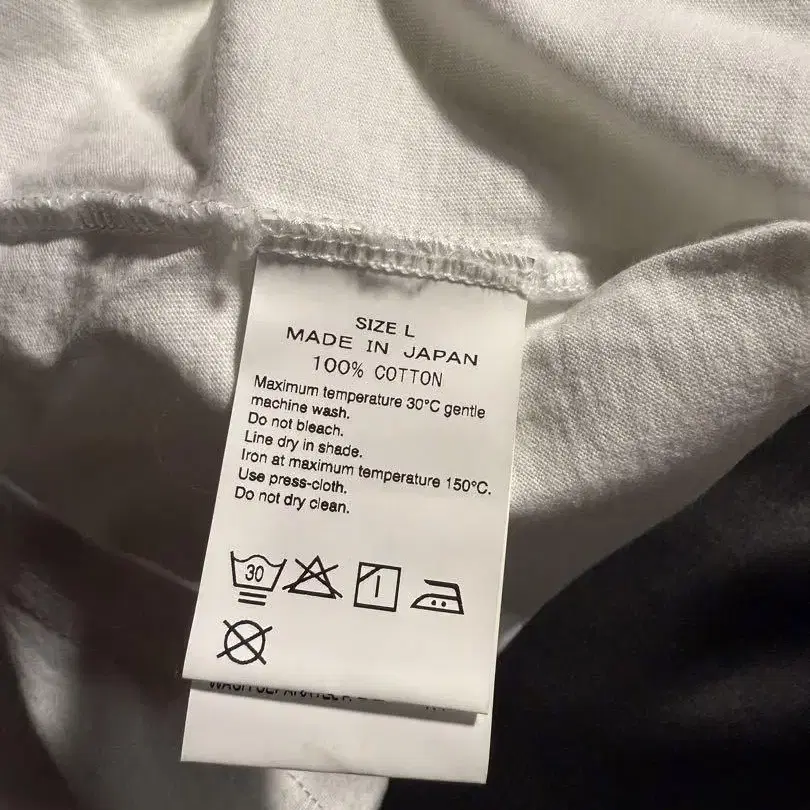 SIZE L
MADE IN JAPAN
100% COTTON
Maximum temperature 30°C gentle
machine wash.
Do not bleach.
Line dry in shade.
Iron at maximum temperature 150°C.
Use press-cloth.
Do not dry clean.
30